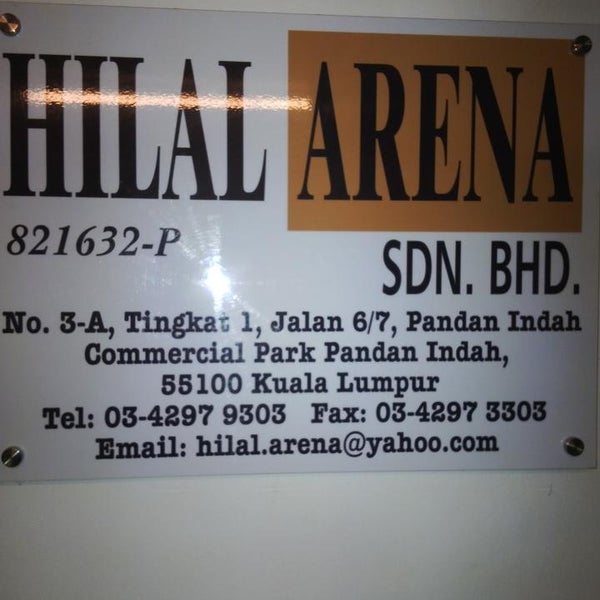 HILAL ARENA
821632-P
SDN. BHD.
No. 3-A, Tingkat 1, Jalan 6/7, Pandan Indah
Commercial Park Pandan Indah,
55100 Kuala Lumpur
Tel: 03-4297 9303 Fax: 03-4297 3303
Email: hilal.arena@yahoo.com